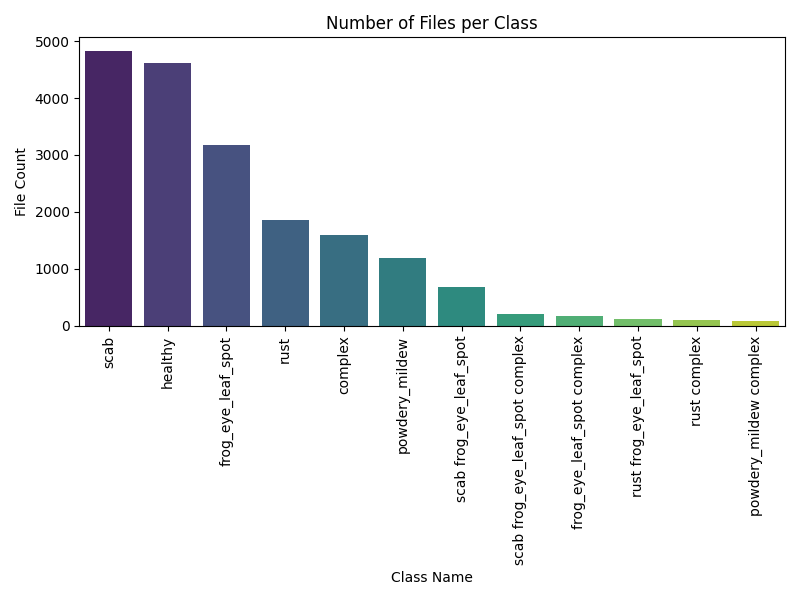 Number of Files per Class
File Count
5000
4000
3000
2000
1000
0
scab
healthy
frog_eye_leaf_spot
rust
complex
powdery_mildew
scab frog_eye_leaf_spot
scab frog_eye_leaf_spot complex
frog_eye_leaf_spot complex
rust frog_eye_leaf_spot
rust complex
powdery_mildew complex
Class Name